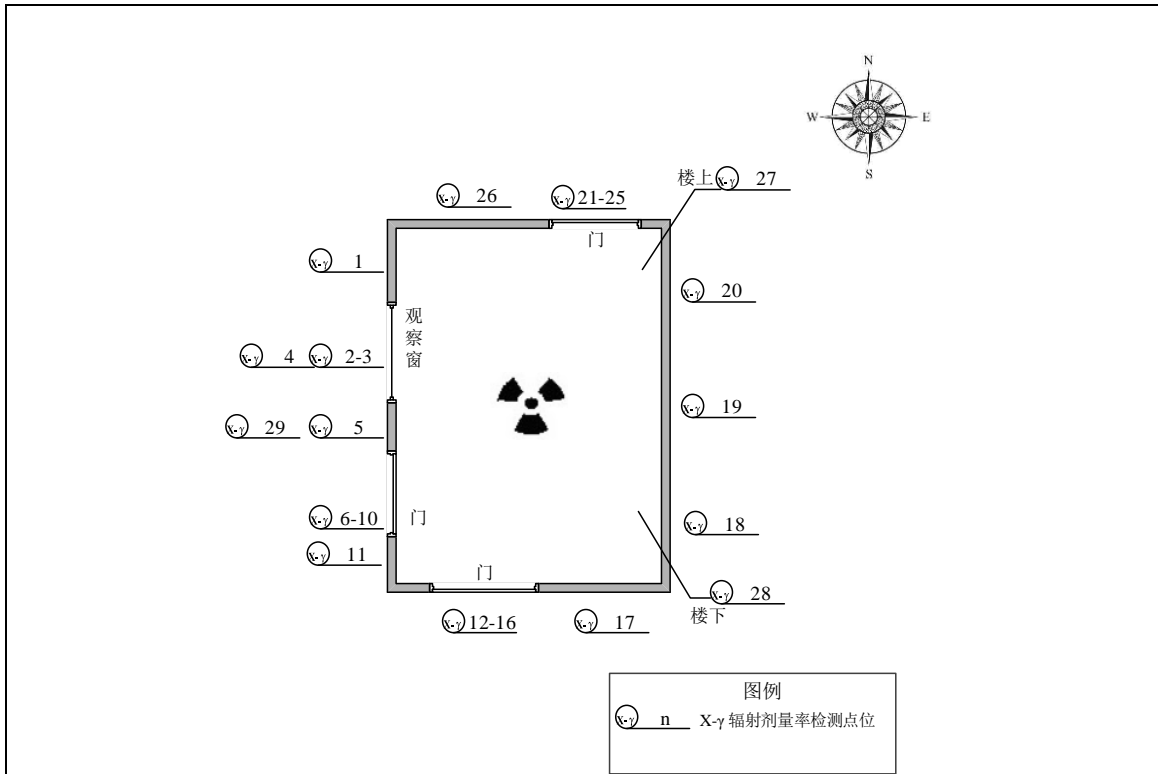 N
W E
S
楼上 X-γ 27
X-γ 26 X-γ 21-25
门
X-γ 1
X-γ 20
观察窗
X-γ 4 X-γ 2-3
X-γ 19
X-γ 29 X-γ 5
X-γ 6-10 门
X-γ 18
X-γ 11
门
X-γ 28
楼下
X-γ 12-16 X-γ 17
图例
X-γ n X-γ 辐射剂量率检测点位